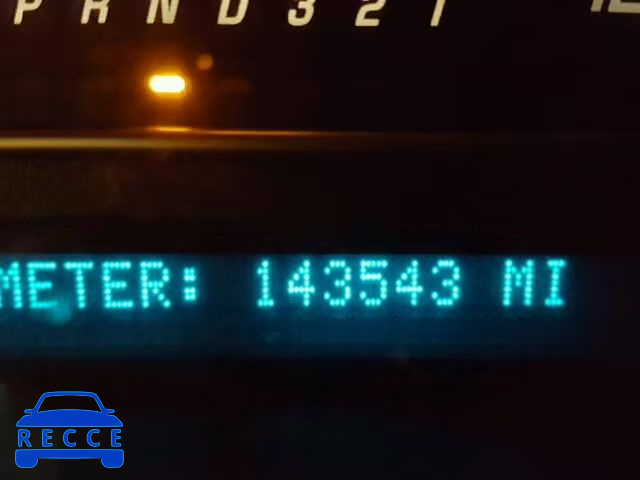 P R N D 3 2 1
METER: 143543 MI
RECCE